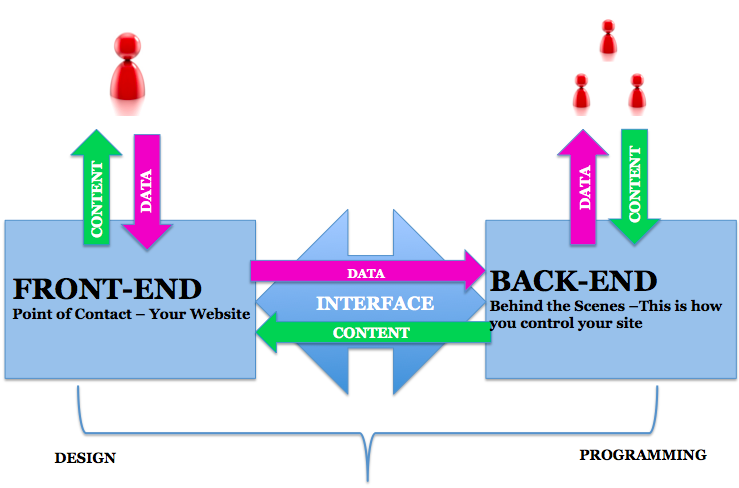 CONTENT
DATA
DATA
CONTENT
FRONT-END
Point of Contact – Your Website
DATA
INTERFACE
CONTENT
BACK-END
Behind the Scenes –This is how
you control your site
DESIGN
PROGRAMMING